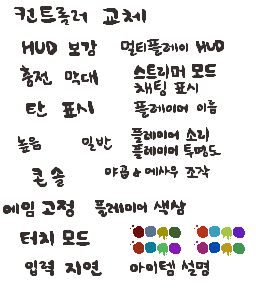 컨트롤러 교체
HUD 보강 멀티플레이 HUD
충전 막대 스트리머 모드
채팅 표시
탄 표시 플레이어 이름
높음 일반 플레이어 소리
플레이어 투명도
콘솔 야곱&에사우 조작
에임 고정 플레이어 색상
터치 모드
입력 지연 아이템 설명